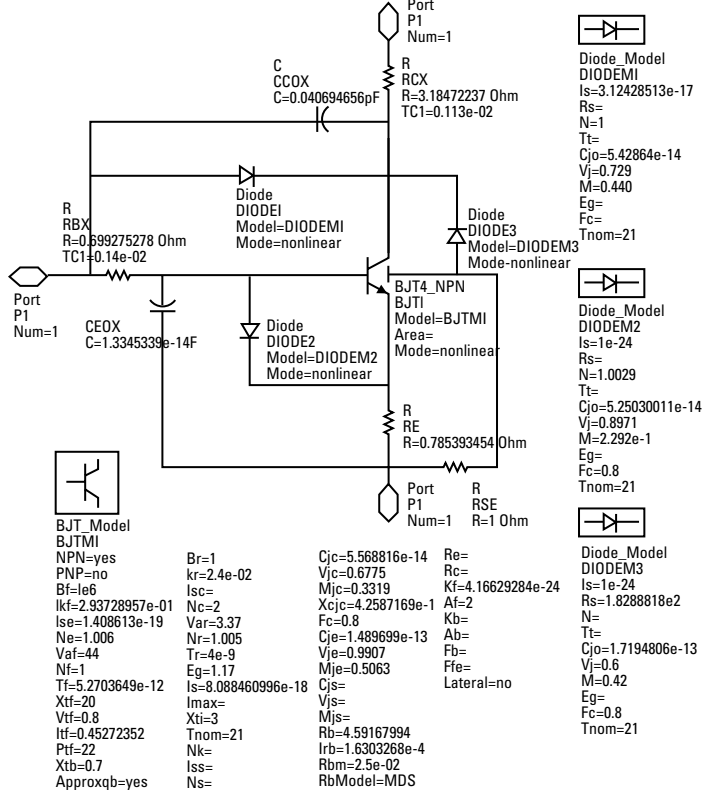 Port
P1
Num=1
C
CCOX
C=0.040694656pF
R
RCX
R=3.18472237 Ohm
TC1=0.113e-02
Diode
DIODEI
Model=DIODEMI
Mode=nonlinear
Diode
DIODE3
Model=DIODEM3
Mode-nonlinear
R
RBX
R=0.699275278 Ohm
TC1=0.14e-02
Port
P1
Num=1
CEOX
C=1.3345339e-14F
Diode
DIODE2
Model=DIODEM2
Mode=nonlinear
BJT4_NPN
BJTI
Model=BJTMI
Area=
Mode=nonlinear
R
RE
R=0.785393454 Ohm
Port
P1
Num=1
R
RSE
R=1 Ohm
Diode_Model
DIODEMI
Is=3.12428513e-17
Rs=
N=1
Tt=
Cjo=5.42864e-14
Vj=0.729
M=0.440
Eg=
Fc=
Tnom=21
Diode_Model
DIODEM2
Is=1e-24
Rs=
N=1.0029
Tt=
Cjo=5.25030011e-14
Vj=0.8971
M=2.292e-1
Eg=
Fc=0.8
Tnom=21
Diode_Model
DIODEM3
Is=1e-24
Rs=1.8288818e2
N=
Tt=
Cjo=1.7194806e-13
Vj=0.6
M=0.42
Eg=
Fc=0.8
Tnom=21
BJT_Model
BJTMI
NPN=yes
PNP=no
Bf=le6
Ikf=2.93728957e-01
Ise=1.408613e-19
Ne=1.006
Vaf=44
Nf=1
Tf=5.2703649e-12
Xtf=20
Vtf=0.8
Itf=0.45272352
Ptf=22
Xtb=0.7
Approxqb=yes
Br=1
kr=2.4e-02
Isc=
Nc=2
Var=3.37
Nr=1.005
Tr=4e-9
Eg=1.17
Is=8.088460996e-18
Imax=
Xti=3
Tnom=21
Nk=
Iss=
Ns=
Cjc=5.568816e-14
Vjc=0.6775
Mjc=0.3319
Xcjc=4.2587169e-1
Fc=0.8
Cje=1.489699e-13
Vje=0.9907
Mje=0.5063
Cjs=
Vjs=
Mjs=
Rb=4.59167994
Irb=1.6303268e-4
Rbm=2.5e-02
RbModel=MDS
Re=
Rc=
Kf=4.16629284e-24
Af=2
Kb=
Ab=
Fb=
Ffe=
Lateral=no